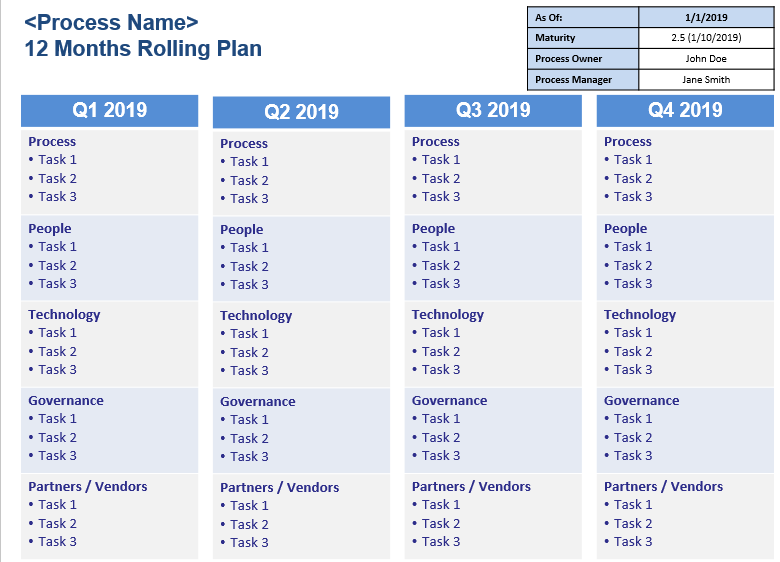 <Process Name>
12 Months Rolling Plan
As Of: 1/1/2019
Maturity 2.5 (1/10/2019)
Process Owner John Doe
Process Manager Jane Smith
Q1 2019
Process
• Task 1
• Task 2
• Task 3
People
• Task 1
• Task 2
• Task 3
Technology
• Task 1
• Task 2
• Task 3
Governance
• Task 1
• Task 2
• Task 3
Partners / Vendors
• Task 1
• Task 2
• Task 3
Q2 2019
Process
• Task 1
• Task 2
• Task 3
People
• Task 1
• Task 2
• Task 3
Technology
• Task 1
• Task 2
• Task 3
Governance
• Task 1
• Task 2
• Task 3
Partners / Vendors
• Task 1
• Task 2
• Task 3
Q3 2019
Process
• Task 1
• Task 2
• Task 3
People
• Task 1
• Task 2
• Task 3
Technology
• Task 1
• Task 2
• Task 3
Governance
• Task 1
• Task 2
• Task 3
Partners / Vendors
• Task 1
• Task 2
• Task 3
Q4 2019
Process
• Task 1
• Task 2
• Task 3
People
• Task 1
• Task 2
• Task 3
Technology
• Task 1
• Task 2
• Task 3
Governance
• Task 1
• Task 2
• Task 3
Partners / Vendors
• Task 1
• Task 2
• Task 3